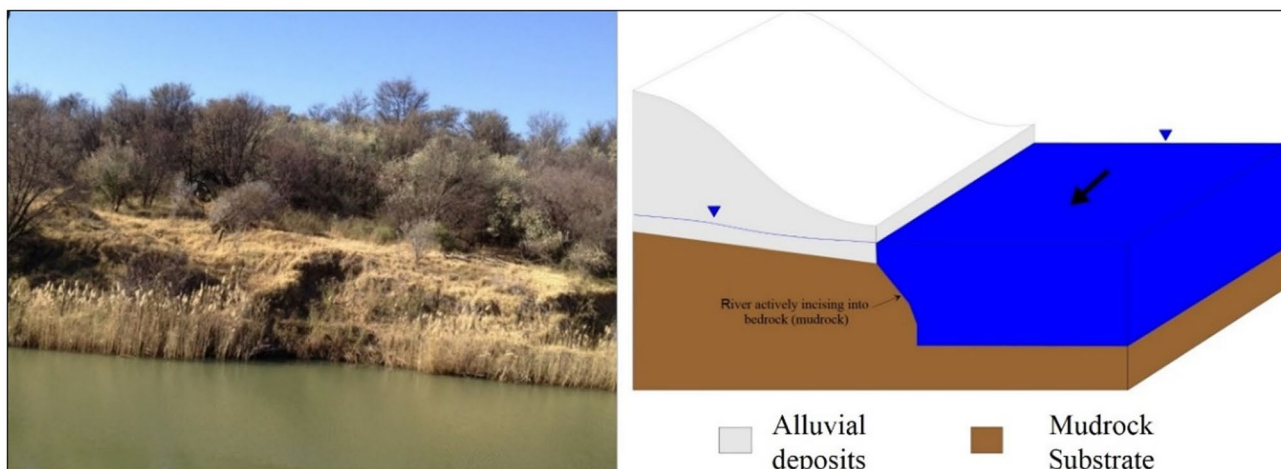 River actively incising into
bedrock (mudrock)
Alluvial
deposits
Mudrock
Substrate